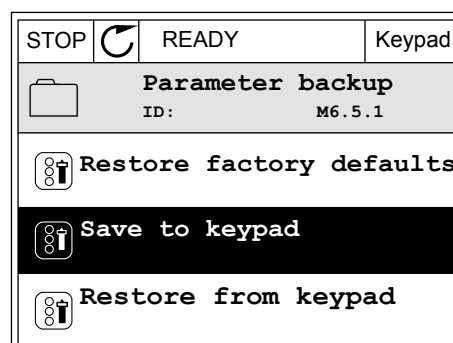 STOP READY Keypad
Parameter backup
ID: M6.5.1
Restore factory defaults
Save to keypad
Restore from keypad